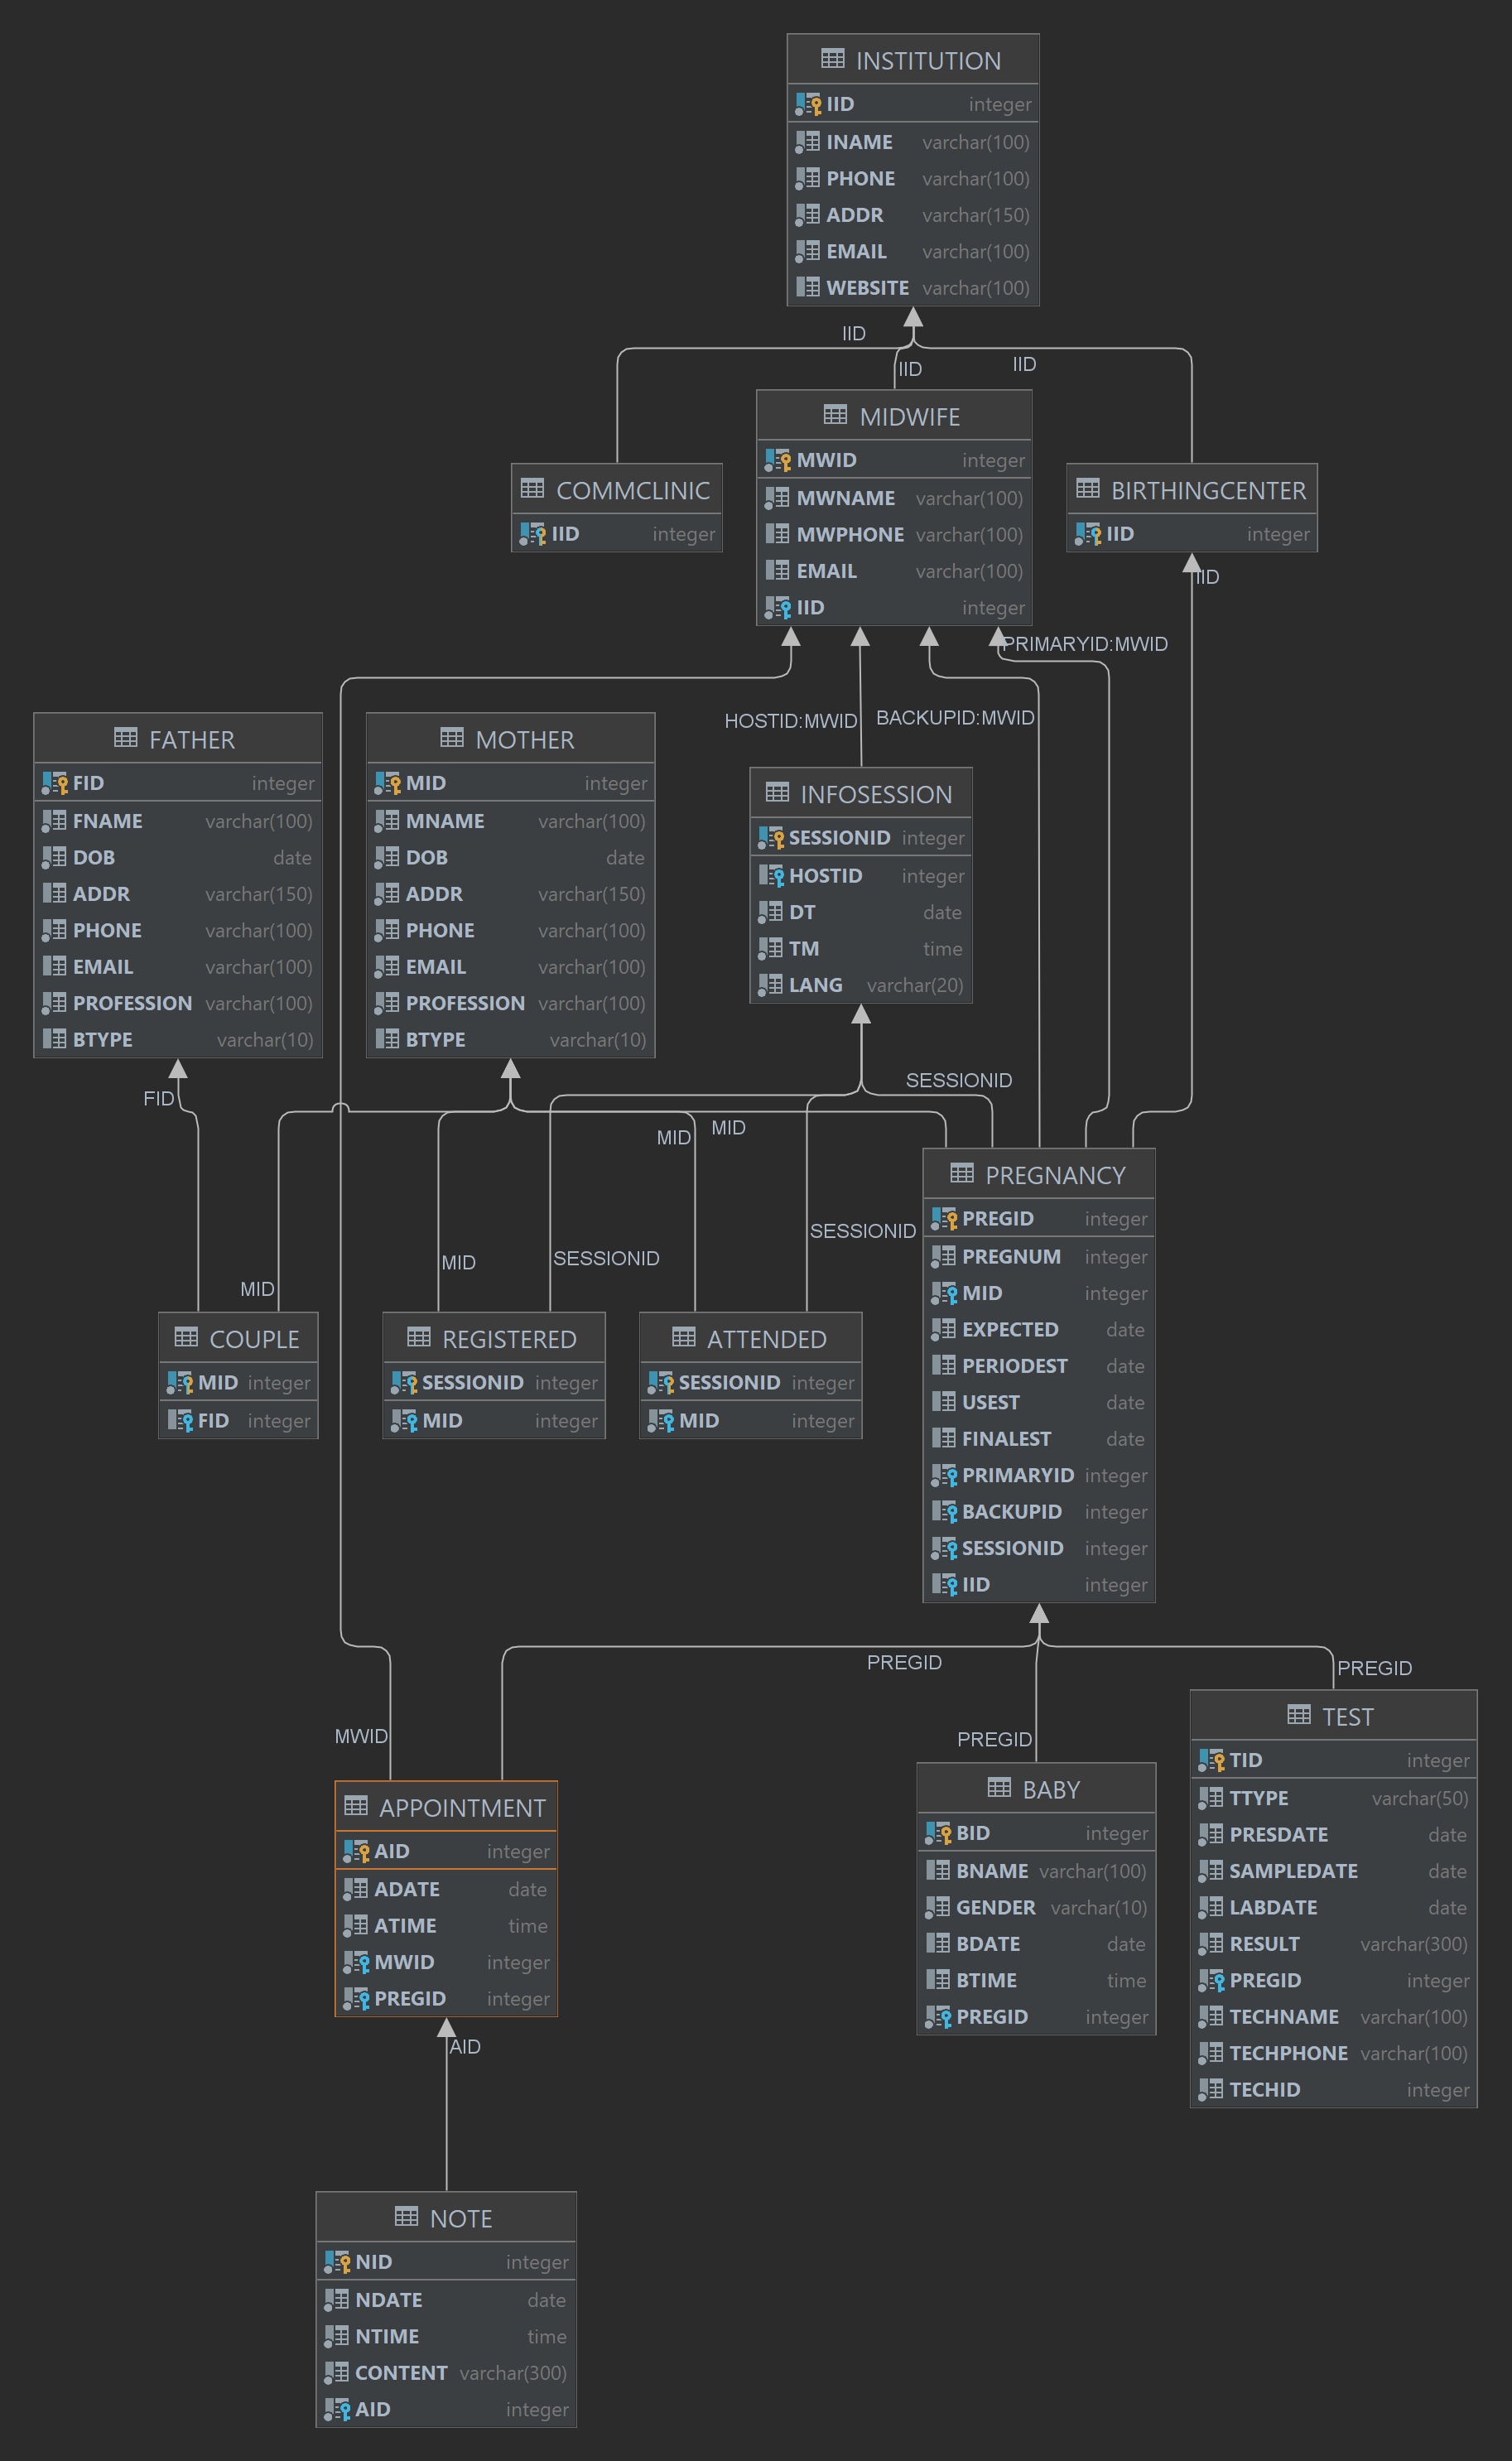 INSTITUTION
IID integer
INAME varchar(100)
PHONE varchar(100)
ADDR varchar(150)
EMAIL varchar(100)
WEBSITE varchar(100)
IID
IID
IID
MIDWIFE
MWID integer
MWNAME varchar(100)
MWPHONE varchar(100)
EMAIL varchar(100)
IID integer
COMMCLINIC
IID integer
BIRTHINGCENTER
IID integer
IID
PRIMARYID:MWID
HOSTID:MWID
BACKUPID:MWID
FATHER
FID integer
FNAME varchar(100)
DOB date
ADDR varchar(150)
PHONE varchar(100)
EMAIL varchar(100)
PROFESSION varchar(100)
BTYPE varchar(10)
MOTHER
MID integer
MNAME varchar(100)
DOB date
ADDR varchar(150)
PHONE varchar(100)
EMAIL varchar(100)
PROFESSION varchar(100)
BTYPE varchar(10)
INFOSESSION
SESSIONID integer
HOSTID integer
DT date
TM time
LANG varchar(20)
FID
SESSIONID
MID
MID
SESSIONID
MID
SESSIONID
MID
COUPLE
MID integer
FID integer
REGISTERED
SESSIONID integer
MID integer
ATTENDED
SESSIONID integer
MID integer
PREGNANCY
PREGID integer
PREGNUM integer
MID integer
EXPECTED date
PERIODEST date
USEST date
FINALEST date
PRIMARYID integer
BACKUPID integer
SESSIONID integer
IID integer
PREGID
PREGID
MWID
PREGID
APPOINTMENT
AID integer
ADATE date
ATIME time
MWID integer
PREGID integer
BABY
BID integer
BNAME varchar(100)
GENDER varchar(10)
BDATE date
BTIME time
PREGID integer
TEST
TID integer
TTYPE varchar(50)
PRESDATE date
SAMPLEDATE date
LABDATE date
RESULT varchar(300)
PREGID integer
TECHNAME varchar(100)
TECHPHONE varchar(100)
TECHID integer
AID
NOTE
NID integer
NDATE date
NTIME time
CONTENT varchar(300)
AID integer